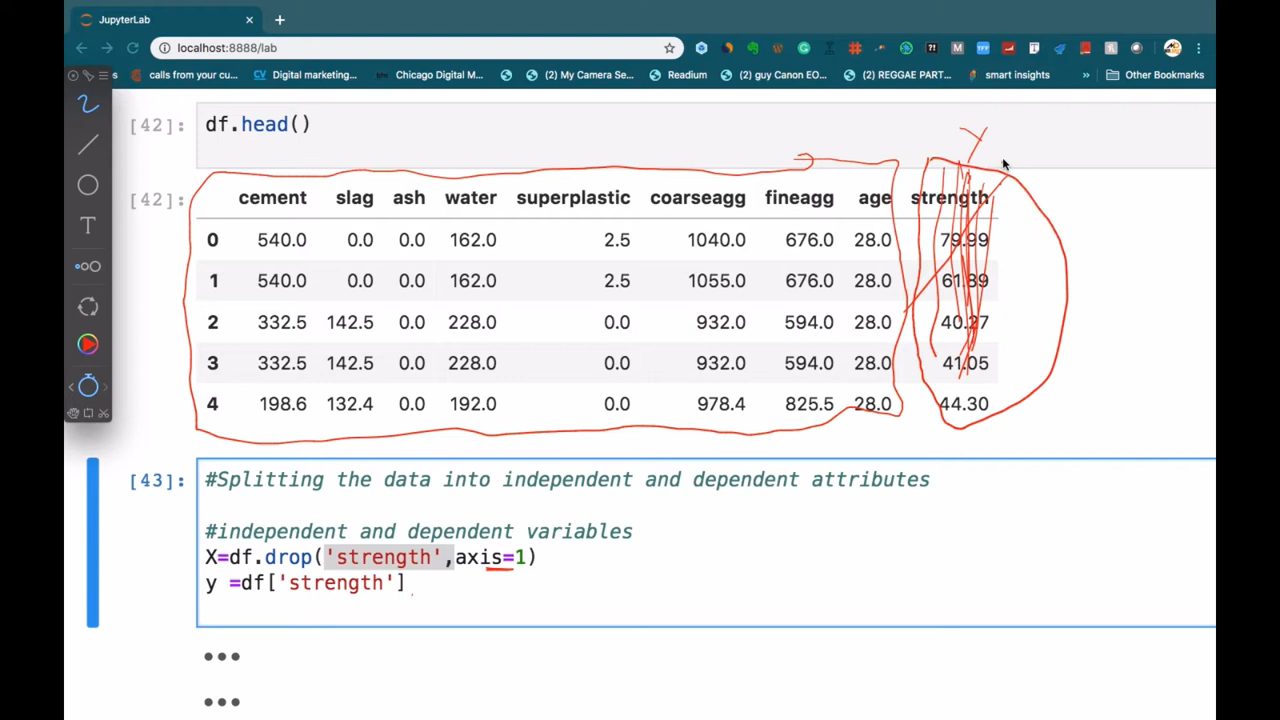 JupyterLab
localhost:8888/lab
s calls from your cu... CV Digital marketing... Chicago Digital M... (2) My Camera Se... Readium (2) guy Canon EO... (2) REGGAE PART... smart insights » Other Bookmarks
[42]: df.head()
[42]: cement slag ash water superplastic coarseagg fineagg age strength
0 540.0 0.0 0.0 162.0 2.5 1040.0 676.0 28.0 79.99
1 540.0 0.0 0.0 162.0 2.5 1055.0 676.0 28.0 61.89
2 332.5 142.5 0.0 228.0 0.0 932.0 594.0 28.0 40.27
3 332.5 142.5 0.0 228.0 0.0 932.0 594.0 28.0 41.05
4 198.6 132.4 0.0 192.0 0.0 978.4 825.5 28.0 44.30
Y
[43]: #Splitting the data into independent and dependent attributes
#independent and dependent variables
X=df.drop('strength',axis=1)
y =df['strength']